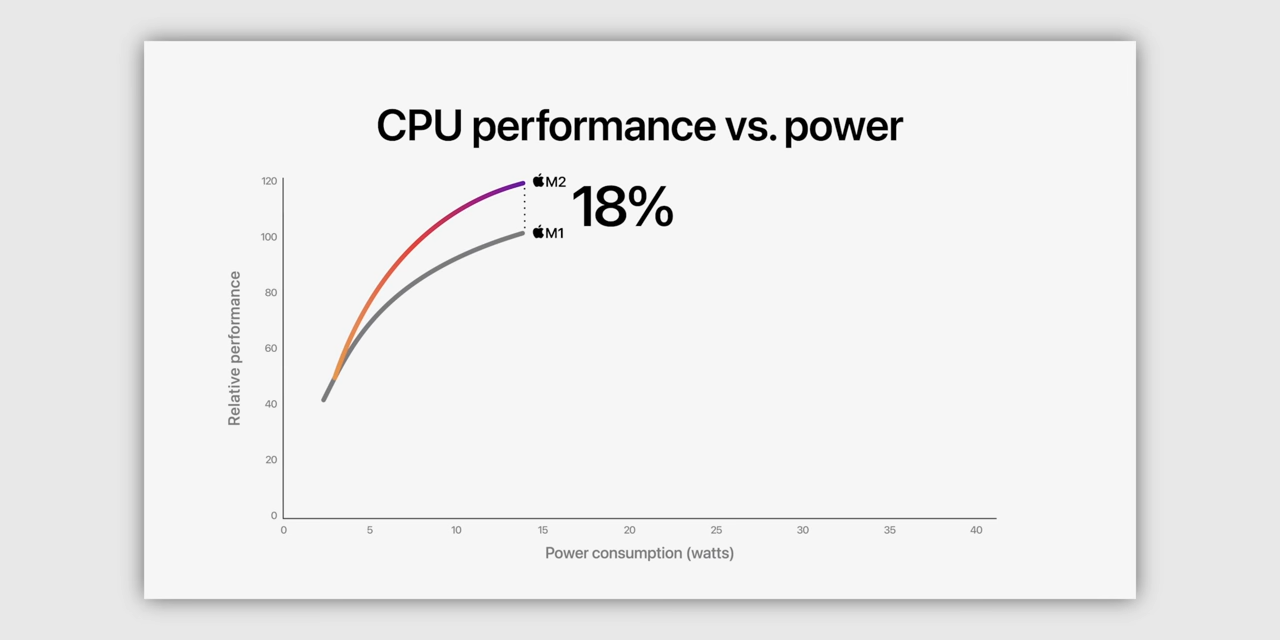 CPU performance vs. power
120
100
80
60
40
20
0
Relative performance
M2
18%
M1
0 5 10 15 20 25 30 35 40
Power consumption (watts)